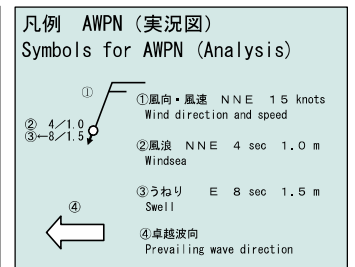 凡例 AWPN (実況図)
Symbols for AWPN (Analysis)
①
①風向・風速 NNE 15 knots
Wind direction and speed
② 4/1.0
③←8/1.5
②風浪 NNE 4 sec 1.0 m
Windsea
③うねり E 8 sec 1.5 m
Swell
④
④卓越波向
Prevailing wave direction